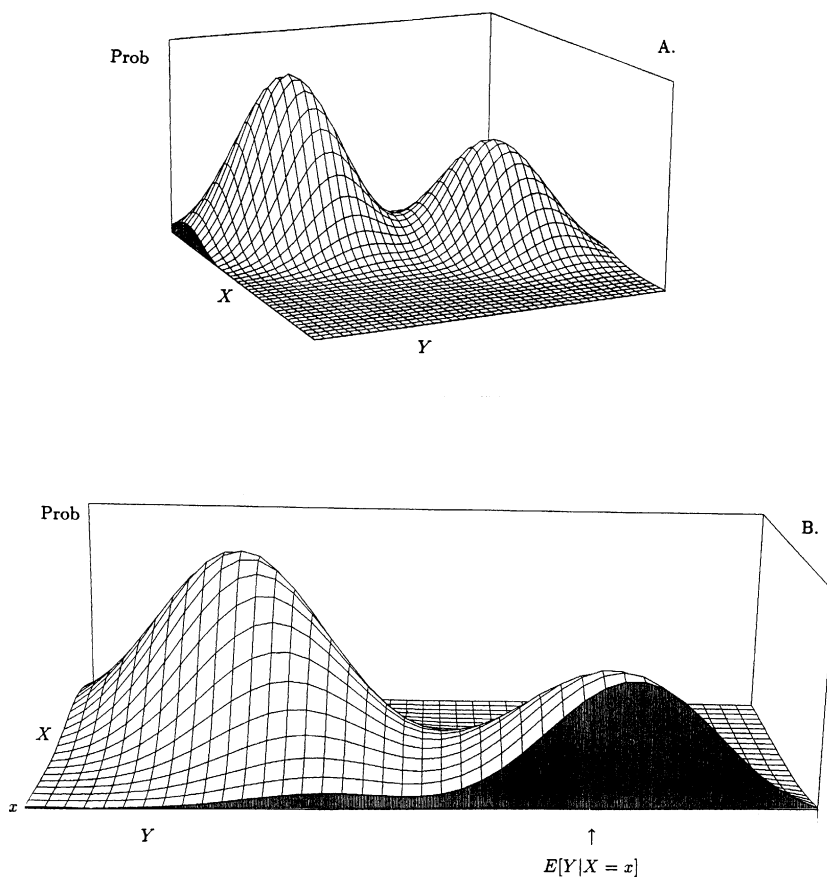 Prob
A.
X
Y
Prob
B.
X
x
Y
↑
E[Y|X = x]